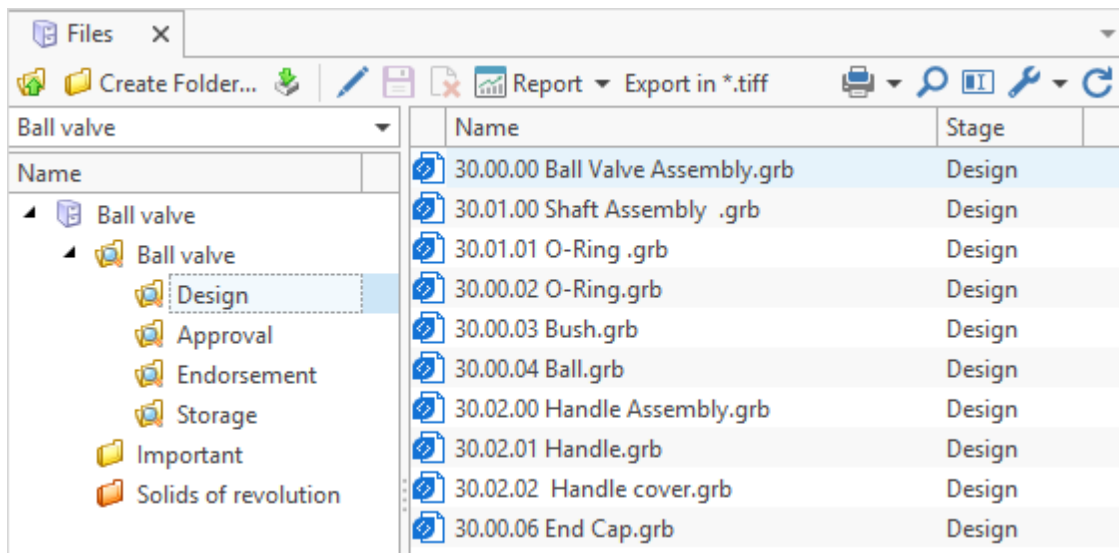 Files
Create Folder... Report Export in *.tiff
Ball valve
Name
Ball valve
Ball valve
Design
Approval
Endorsement
Storage
Important
Solids of revolution
Name Stage
30.00.00 Ball Valve Assembly.grb Design
30.01.00 Shaft Assembly  .grb Design
30.01.01 O-Ring .grb Design
30.00.02 O-Ring.grb Design
30.00.03 Bush.grb Design
30.00.04 Ball.grb Design
30.02.00 Handle Assembly.grb Design
30.02.01 Handle.grb Design
30.02.02  Handle cover.grb Design
30.00.06 End Cap.grb Design